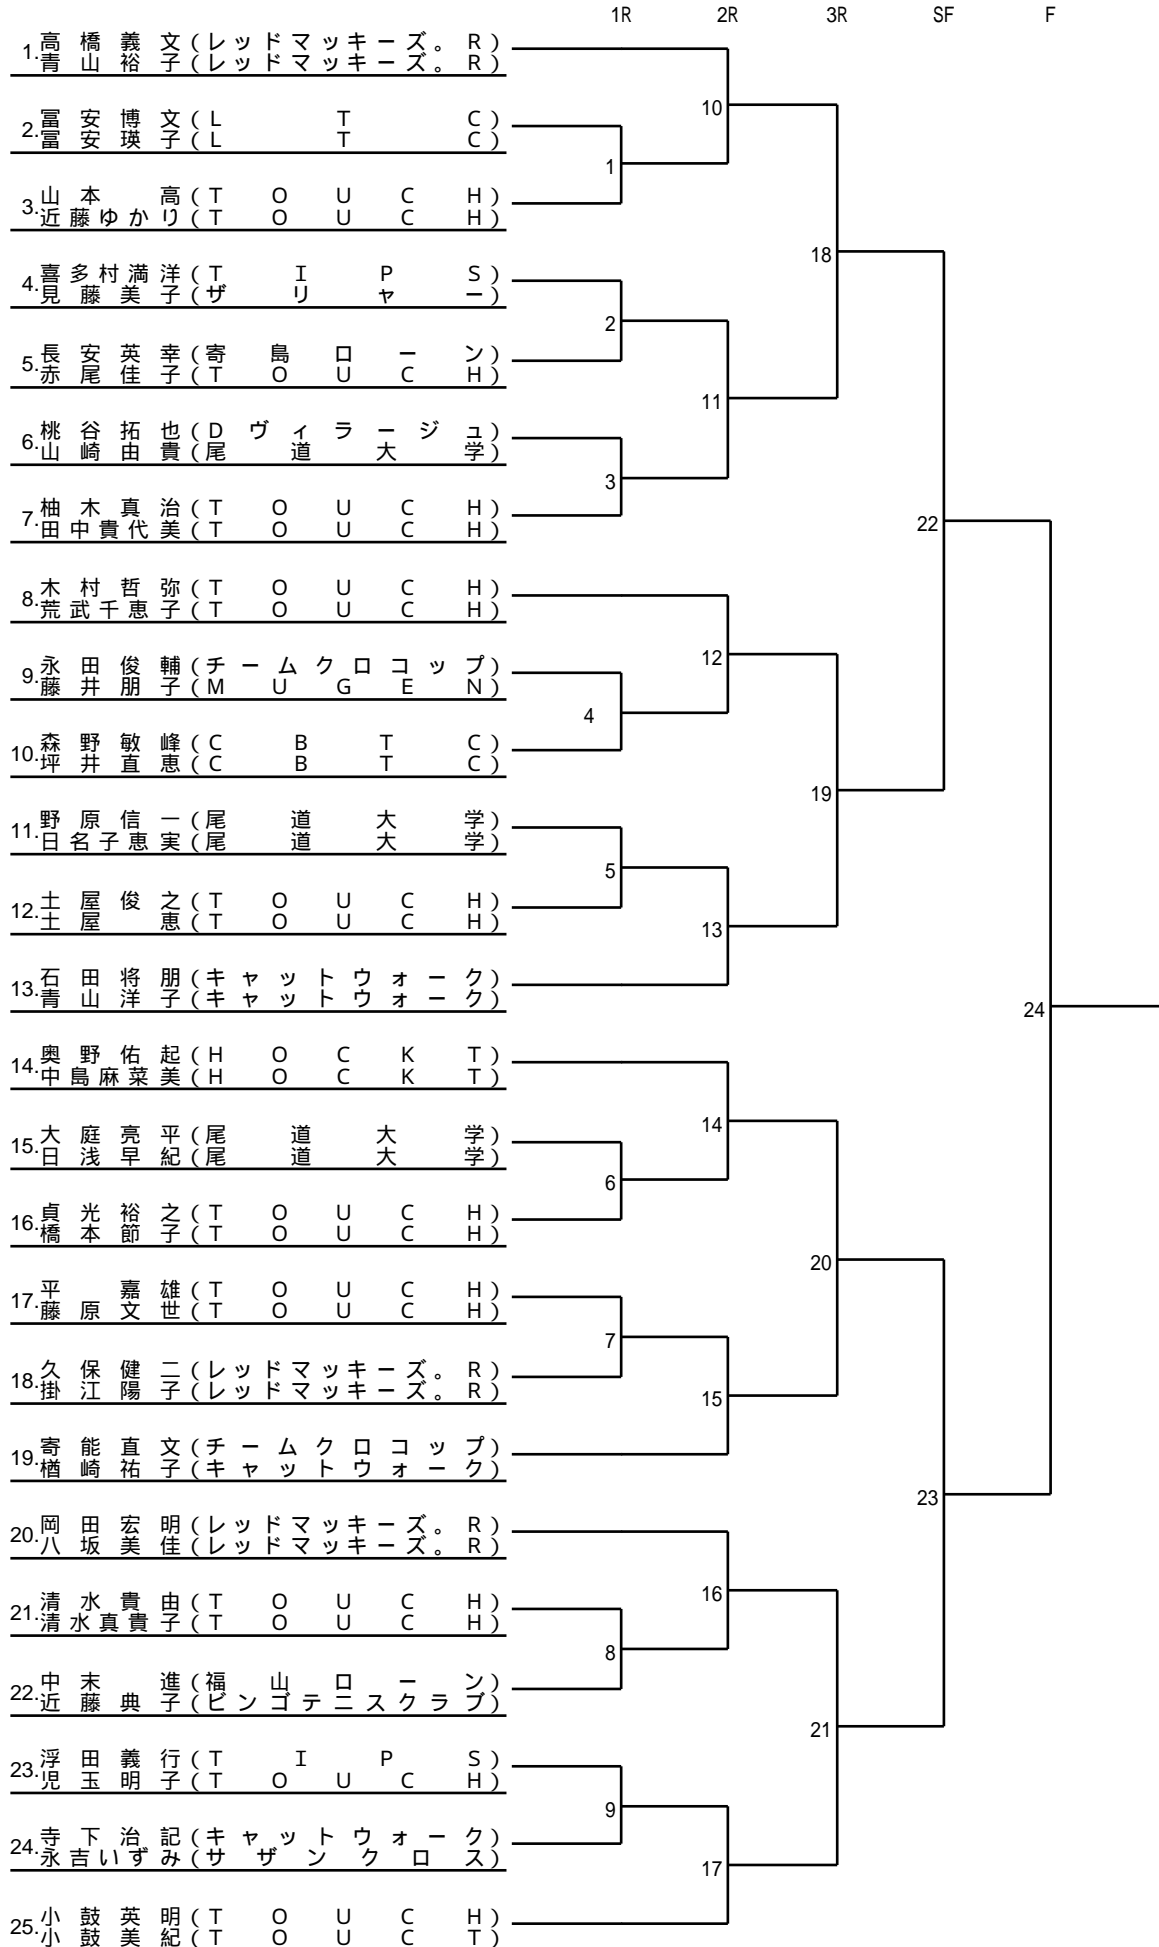 1R 2R 3R SF F
1. 高橋義文(レッドマッキーズ。R)
青山裕子(レッドマッキーズ。R)
10
2. 冨安博文(LTC)
冨安瑛子(LTC)
1
3. 山本 高(TOUCH)
近藤ゆかり(TOUCH)
18
4. 喜多村満洋(TIPS)
見藤美子(ザリャー)
2
5. 長安英幸(寄島ローン)
赤尾佳子(TOUCH)
11
6. 桃谷拓也(Dヴィラージュ)
山崎由貴(尾道大学)
3
7. 柚木真治(TOUCH)
田中貴代美(TOUCH)
22
8. 木村哲弥(TOUCH)
荒武千恵子(TOUCH)
12
9. 永田俊輔(チームクロコップ)
藤井朋子(MUGEN)
4
10. 森野敏峰(CBTC)
坪井直恵(CBTC)
19
11. 野原信一(尾道大学)
日名子恵実(尾道大学)
5
12. 土屋俊之(TOUCH)
土屋 恵(TOUCH)
13
13. 石田将朋(キャットウォーク)
青山洋子(キャットウォーク)
24
14. 奥野佑起(HOCKT)
中島麻菜美(HOCKT)
14
15. 大庭亮平(尾道大学)
日浅早紀(尾道大学)
6
16. 貞光裕之(TOUCH)
橋本節子(TOUCH)
20
17. 平 嘉雄(TOUCH)
藤原文世(TOUCH)
7
18. 久保健二(レッドマッキーズ。R)
掛江陽子(レッドマッキーズ。R)
15
19. 寄能直文(チームクロコップ)
楢崎祐子(キャットウォーク)
23
20. 岡田宏明(レッドマッキーズ。R)
八坂美佳(レッドマッキーズ。R)
16
21. 清水貴由(TOUCH)
清水真貴子(TOUCH)
8
22. 中末 進(福山ローン)
近藤典子(ビンゴテニスクラブ)
21
23. 浮田義行(TIPS)
児玉明子(TOUCH)
9
24. 寺下治記(キャットウォーク)
永吉いずみ(サザンクロス)
17
25. 小鼓英明(TOUCH)
小鼓美紀(TOUCT)